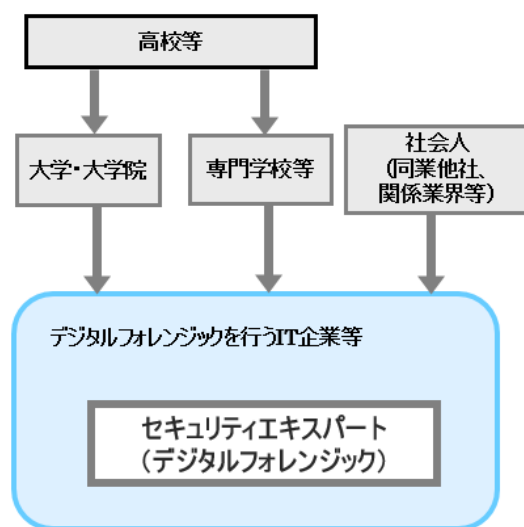 高校等
大学・大学院
専門学校等
社会人
(同業他社、
関係業界等)
デジタルフォレンジックを行うIT企業等
セキュリティエキスパート
(デジタルフォレンジック)